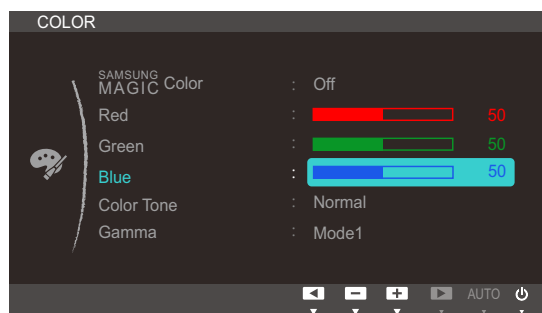 COLOR
SAMSUNG MAGIC Color : Off
Red : 50
Green : 50
Blue : 50
Color Tone : Normal
Gamma : Mode1
AUTO